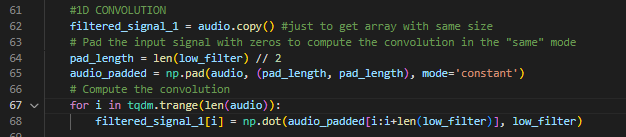 61 #1D CONVOLUTION
62 filtered_signal_1 = audio.copy() #just to get array with same size
63 # Pad the input signal with zeros to compute the convolution in the "same" mode
64 pad_length = len(low_filter) // 2
65 audio_padded = np.pad(audio, (pad_length, pad_length), mode='constant')
66 # Compute the convolution
67 for i in tqdm.trange(len(audio)):
68 filtered_signal_1[i] = np.dot(audio_padded[i:i+len(low_filter)], low_filter)